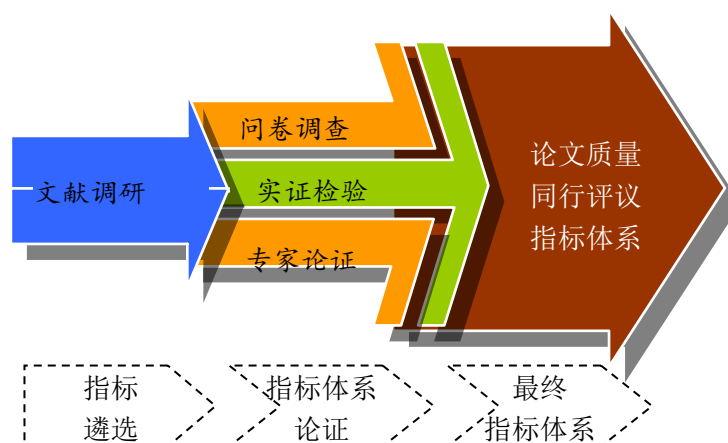 文献调研
问卷调查
实证检验
专家论证
论文质量
同行评议
指标体系
指标
遴选
指标体系
论证
最终
指标体系